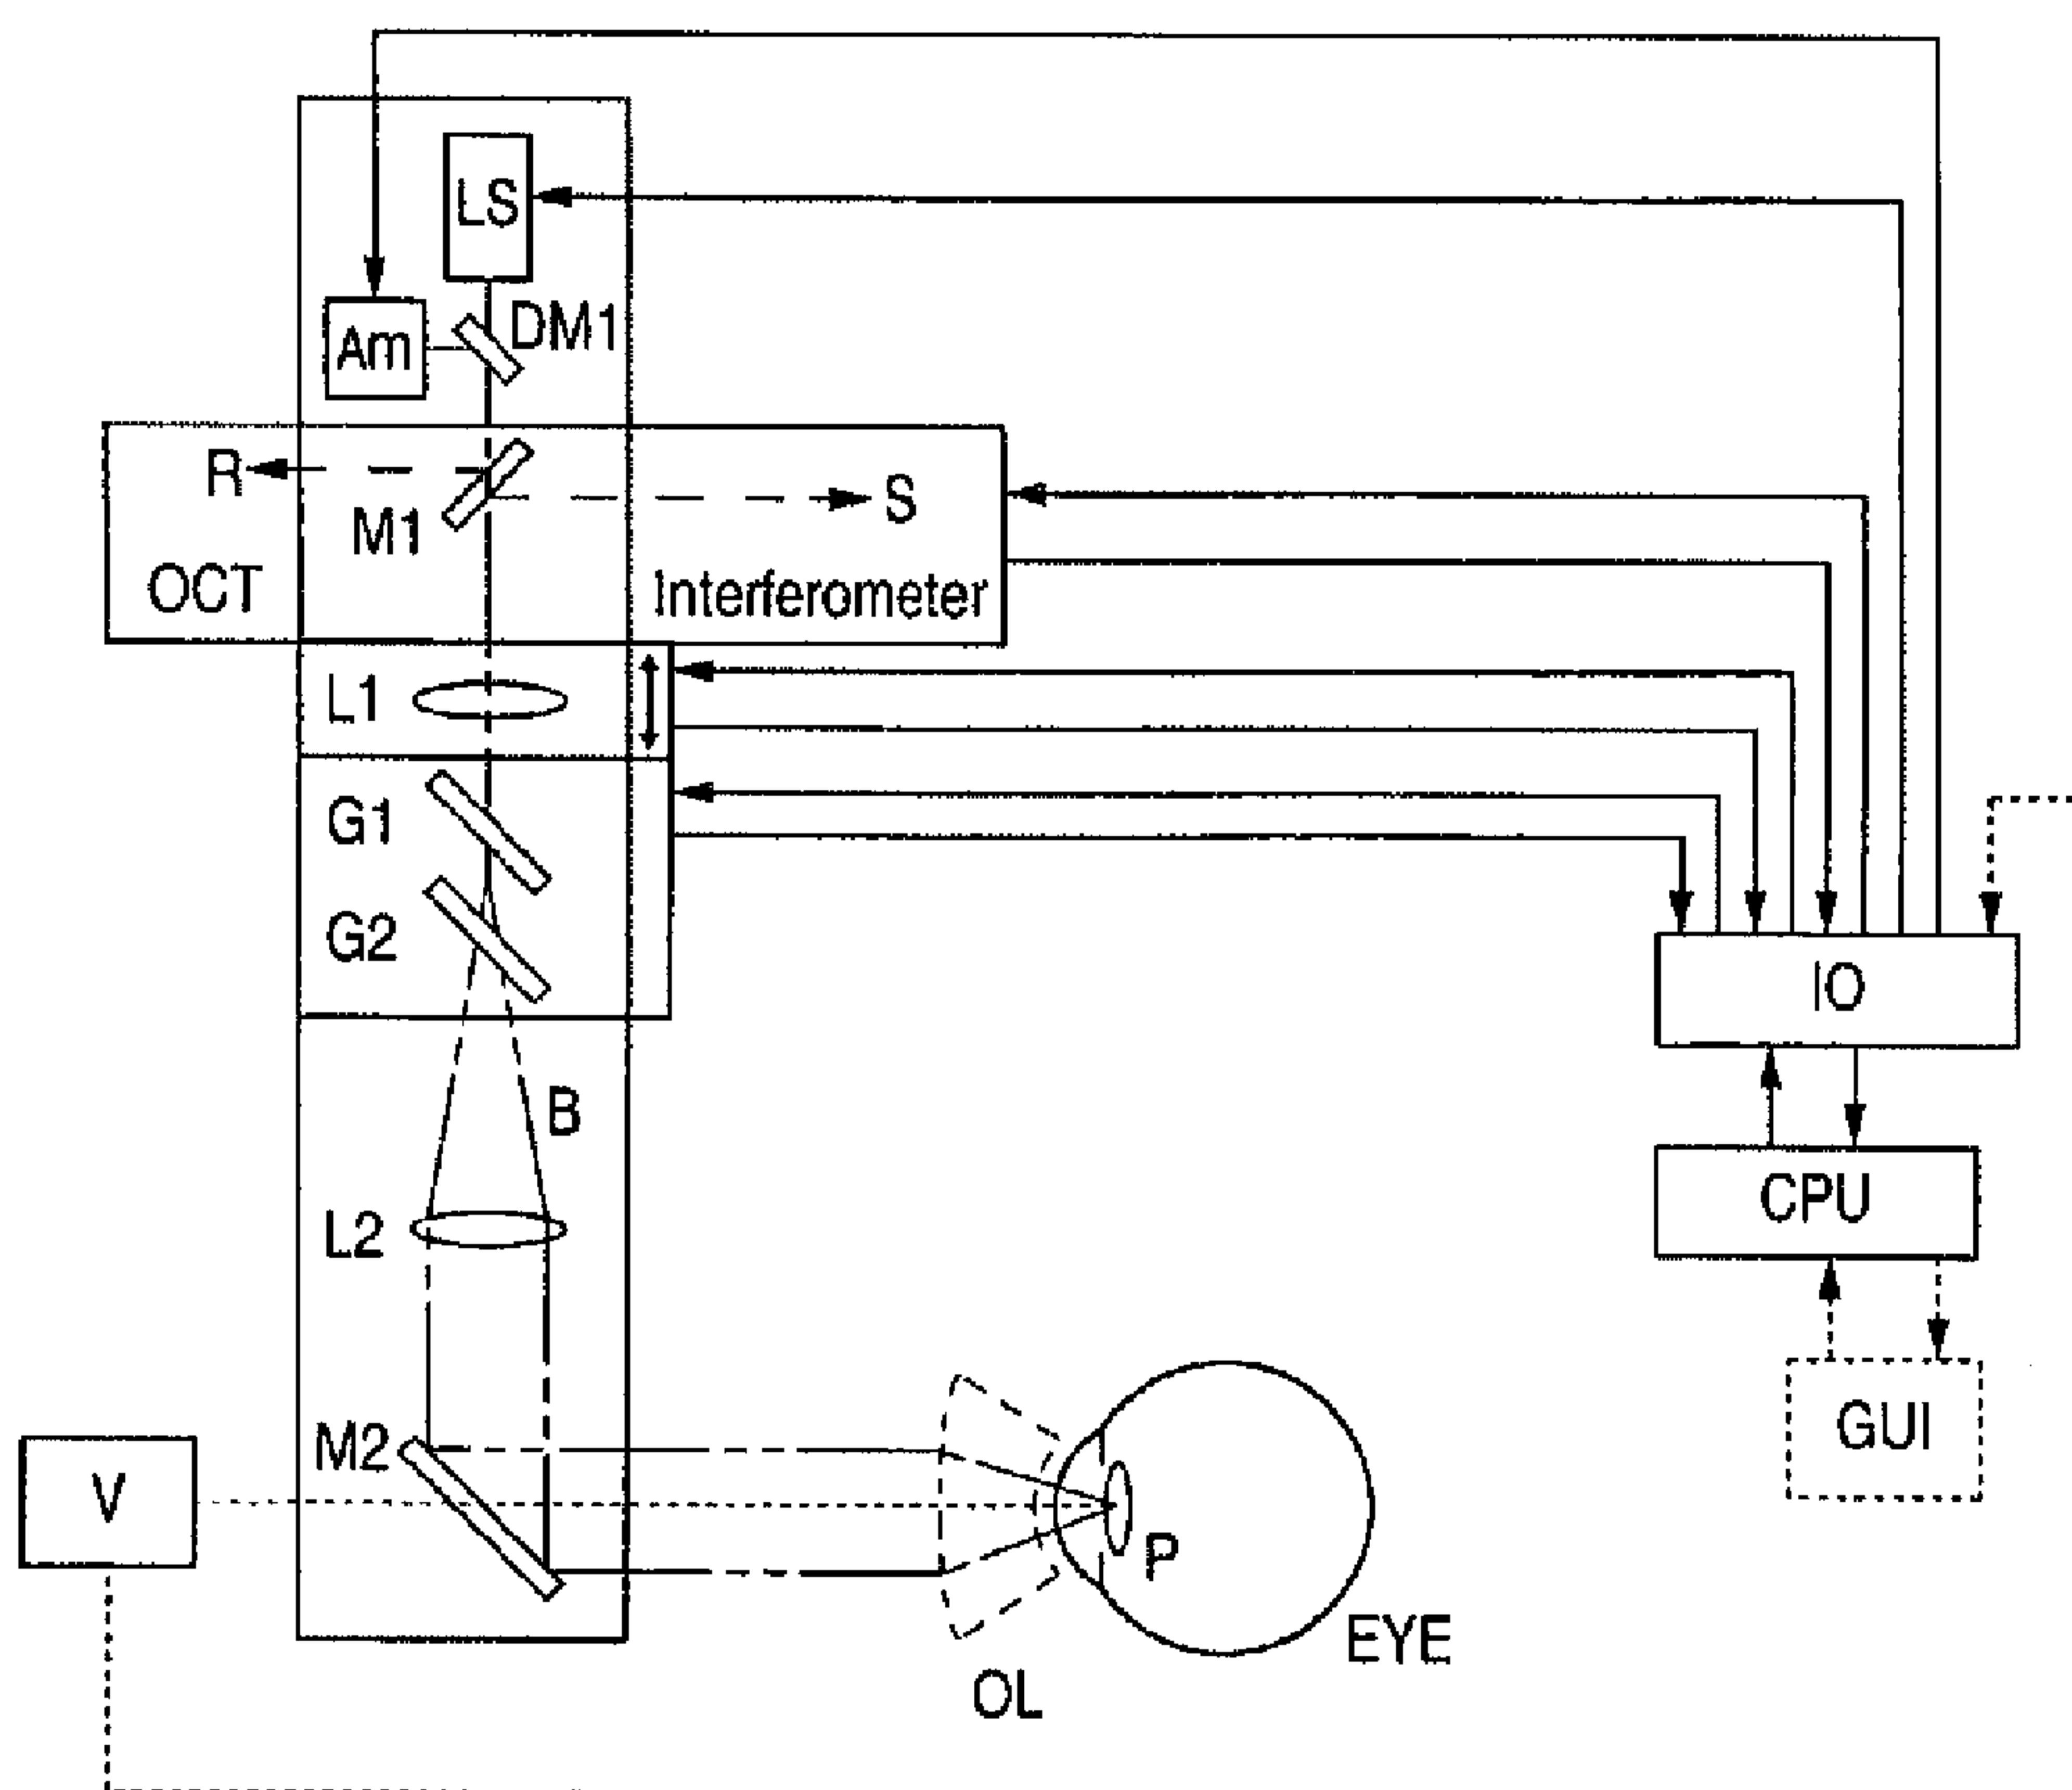 LS
DM1
Am
R
S
M1
OCT
Interferometer
L1
G1
G2
IO
B
CPU
L2
GUI
M2
V
P
EYE
OL